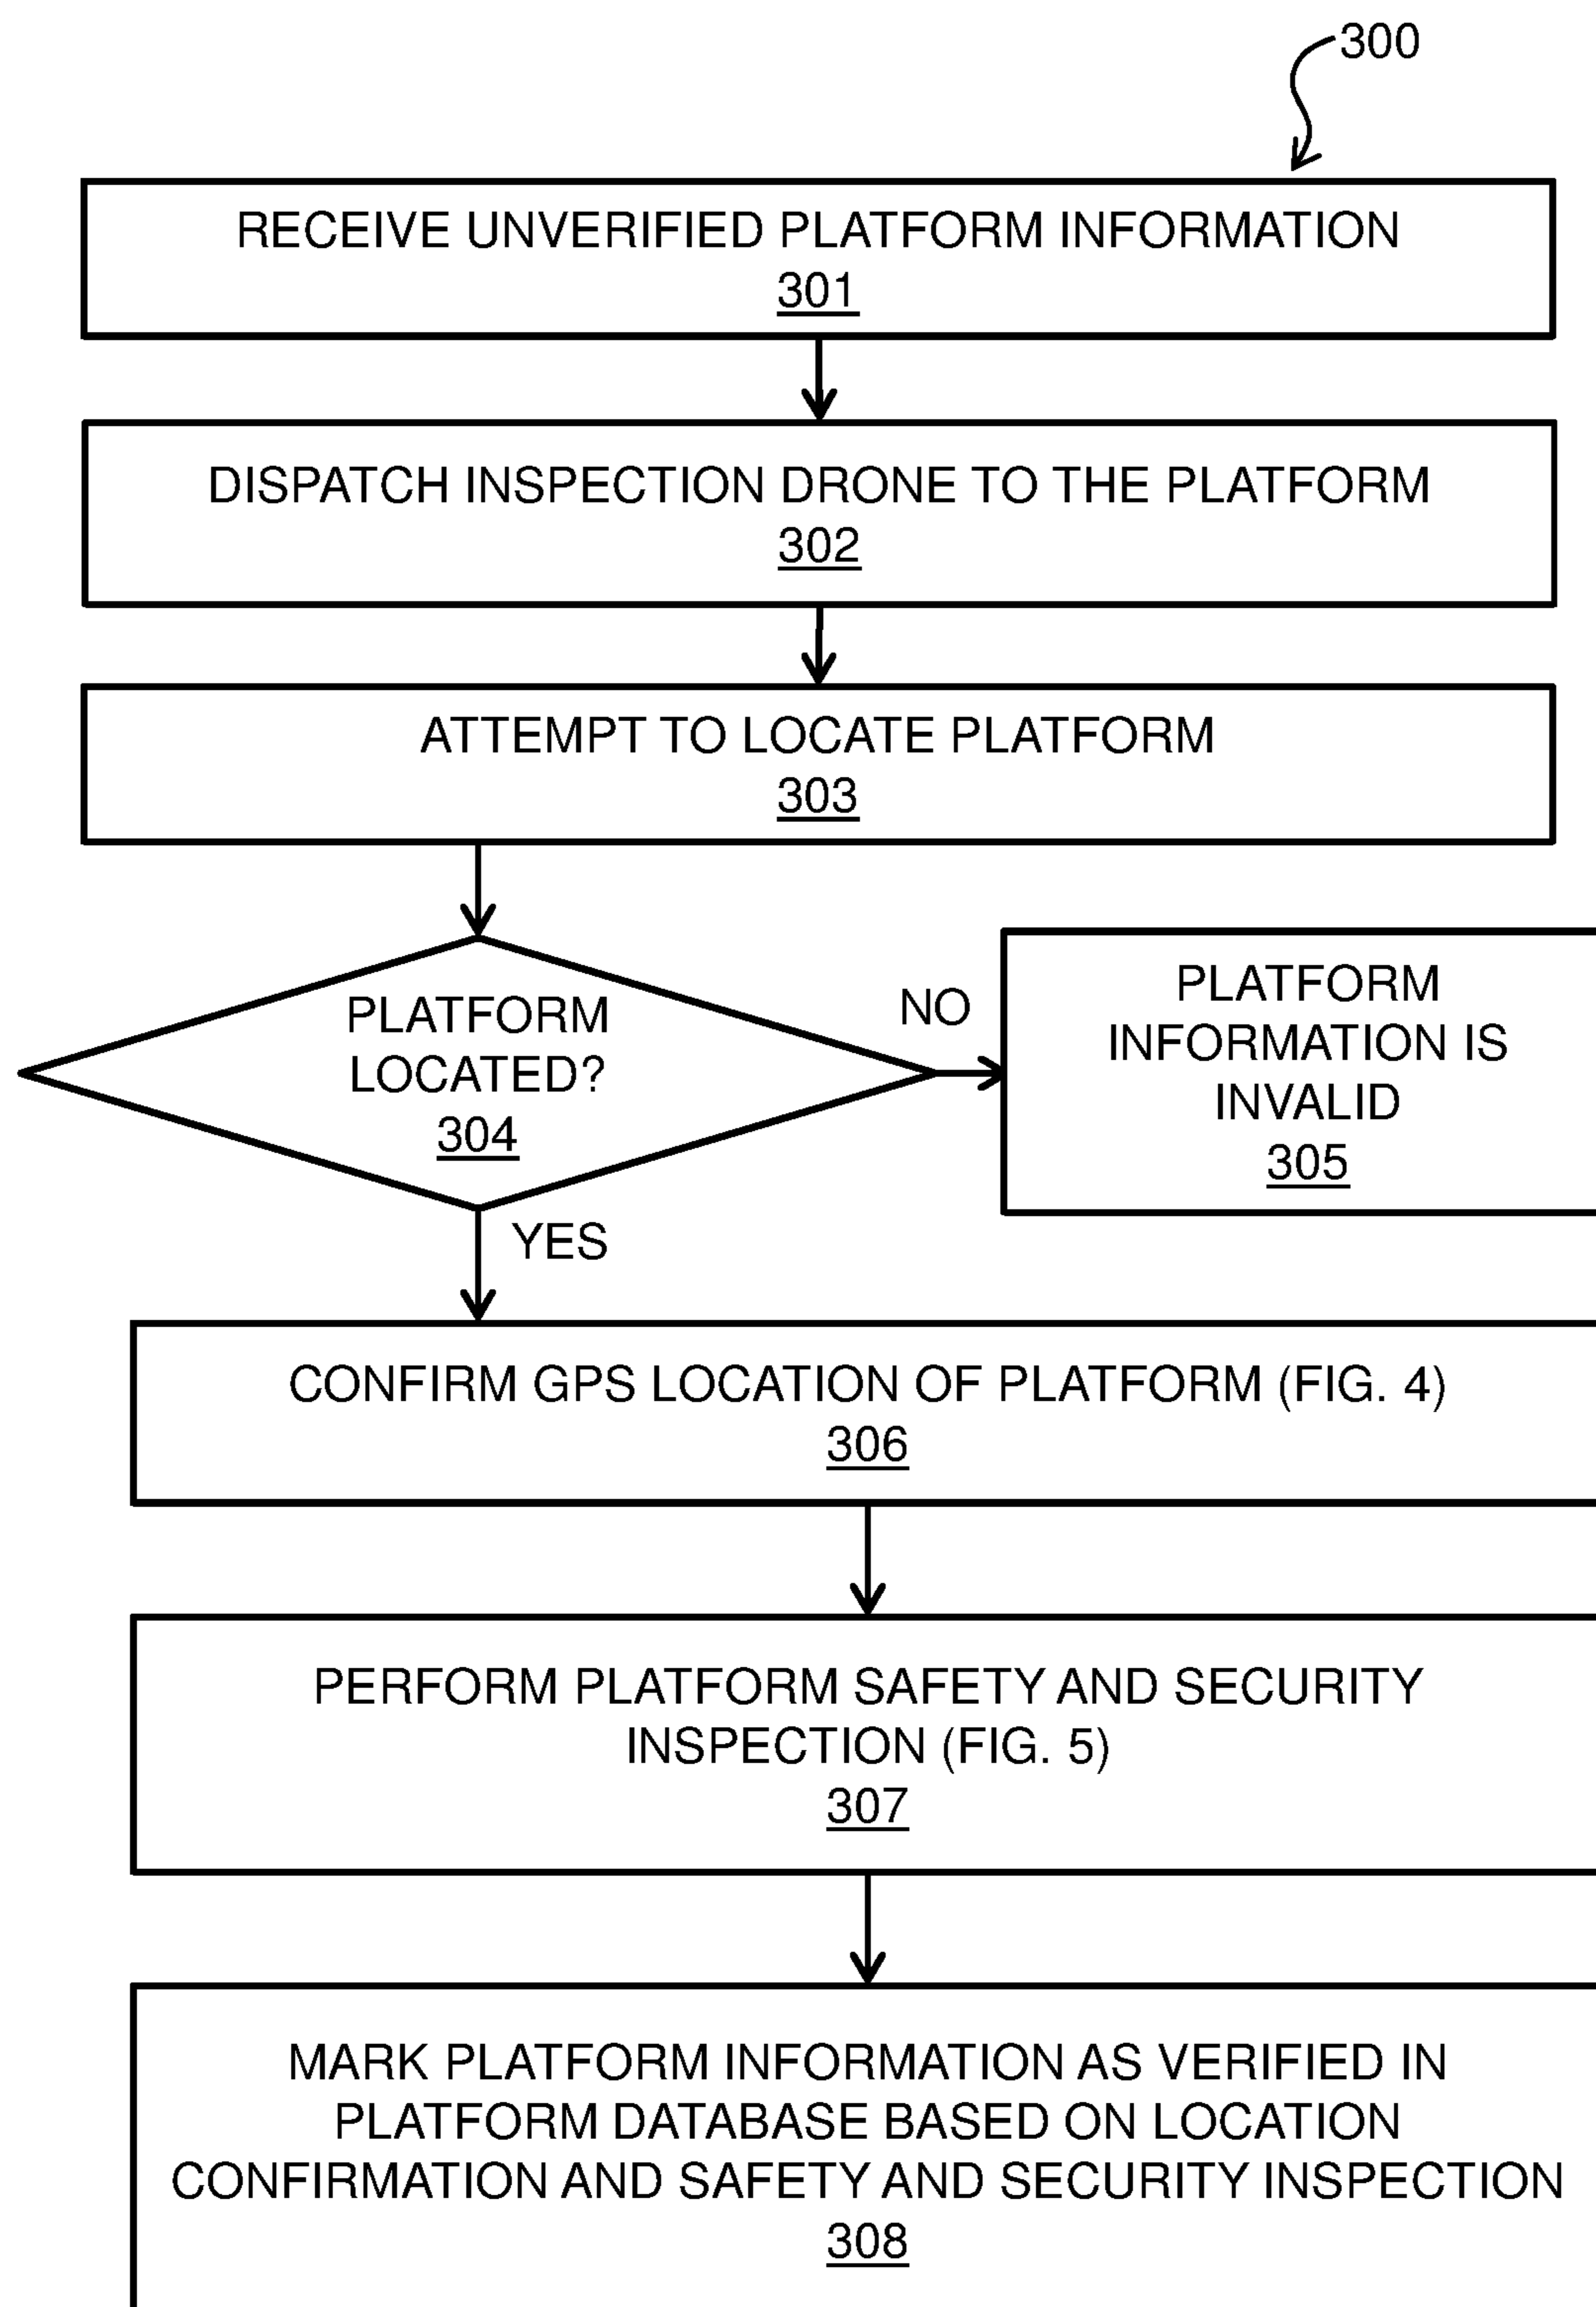 300
RECEIVE UNVERIFIED PLATFORM INFORMATION
301
DISPATCH INSPECTION DRONE TO THE PLATFORM
302
ATTEMPT TO LOCATE PLATFORM
303
PLATFORM
LOCATED?
304
NO
PLATFORM
INFORMATION IS
INVALID
305
YES
CONFIRM GPS LOCATION OF PLATFORM (FIG. 4)
306
PERFORM PLATFORM SAFETY AND SECURITY
INSPECTION (FIG. 5)
307
MARK PLATFORM INFORMATION AS VERIFIED IN
PLATFORM DATABASE BASED ON LOCATION
CONFIRMATION AND SAFETY AND SECURITY INSPECTION
308